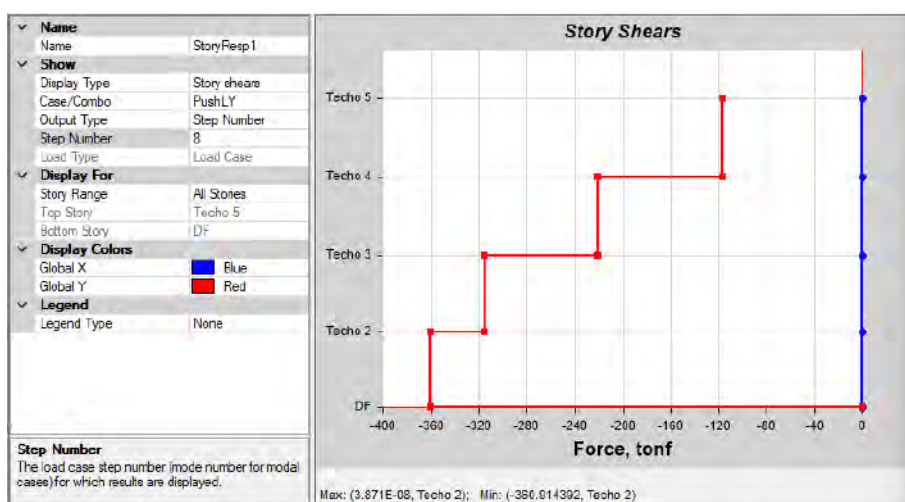 Name
Name StoryResp1
Show
Display Type Story shears
Case/Combo PushLY
Output Type Step Number
Step Number 8
Load Type Load Case
Display For
Story Range All Stories
Top Story Techo 5
Bottom Story DF
Display Colors
Global X Blue
Global Y Red
Legend
Legend Type None
Step Number
The load case step number (mode number for modal
cases) for which results are displayed.
Story Shears
Techo 5
Techo 4
Techo 3
Techo 2
DF
-400 -360 -320 -280 -240 -200 -160 -120 -80 -40 0
Force, tonf
Max: (3.871E-08, Techo 2); Min: (-360.914392, Techo 2)